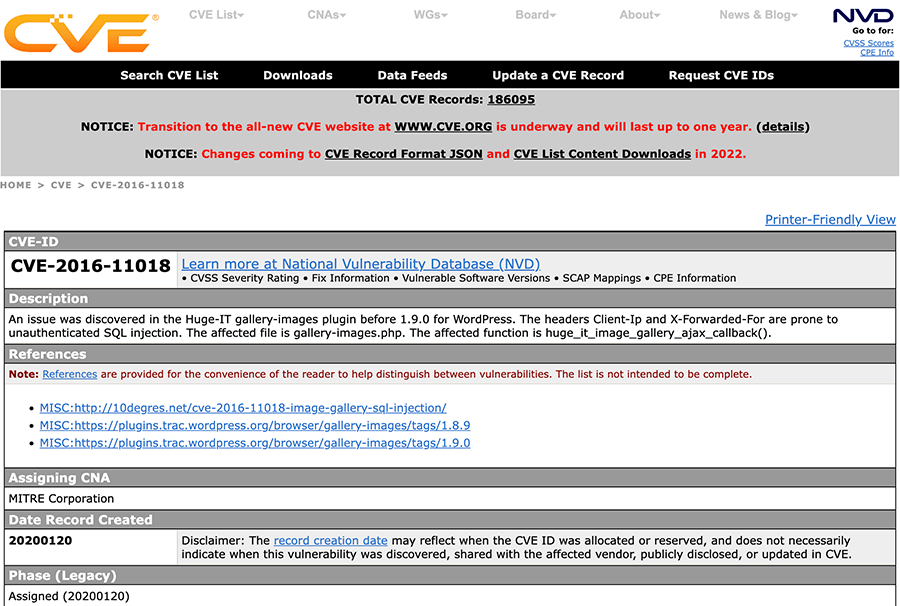 CVE®
CVE List▾ CNAs▾ WGs▾ Board▾ About▾ News & Blog▾
NVD
Go to for:
CVSS Scores
CPE Info
Search CVE List Downloads Data Feeds Update a CVE Record Request CVE IDs
TOTAL CVE Records: 186095
NOTICE: Transition to the all-new CVE website at WWW.CVE.ORG is underway and will last up to one year. (details)
NOTICE: Changes coming to CVE Record Format JSON and CVE List Content Downloads in 2022.
HOME > CVE > CVE-2016-11018
Printer-Friendly View
CVE-ID
CVE-2016-11018 Learn more at National Vulnerability Database (NVD)
• CVSS Severity Rating • Fix Information • Vulnerable Software Versions • SCAP Mappings • CPE Information
Description
An issue was discovered in the Huge-IT gallery-images plugin before 1.9.0 for WordPress. The headers Client-Ip and X-Forwarded-For are prone to
unauthenticated SQL injection. The affected file is gallery-images.php. The affected function is huge_it_image_gallery_ajax_callback().
References
Note: References are provided for the convenience of the reader to help distinguish between vulnerabilities. The list is not intended to be complete.
• MISC:http://10degres.net/cve-2016-11018-image-gallery-sql-injection/
• MISC:https://plugins.trac.wordpress.org/browser/gallery-images/tags/1.8.9
• MISC:https://plugins.trac.wordpress.org/browser/gallery-images/tags/1.9.0
Assigning CNA
MITRE Corporation
Date Record Created
20200120 Disclaimer: The record creation date may reflect when the CVE ID was allocated or reserved, and does not necessarily
indicate when this vulnerability was discovered, shared with the affected vendor, publicly disclosed, or updated in CVE.
Phase (Legacy)
Assigned (20200120)